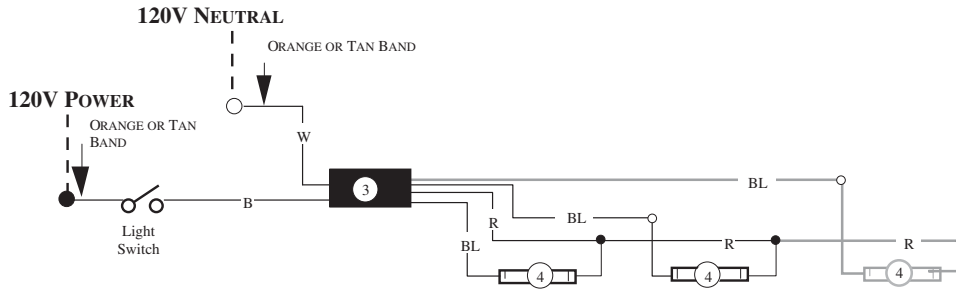 120V NEUTRAL
ORANGE OR TAN BAND
120V POWER
ORANGE OR TAN
BAND
W
3
BL
B
R
BL
R
R
Light
Switch
BL
4
4
4